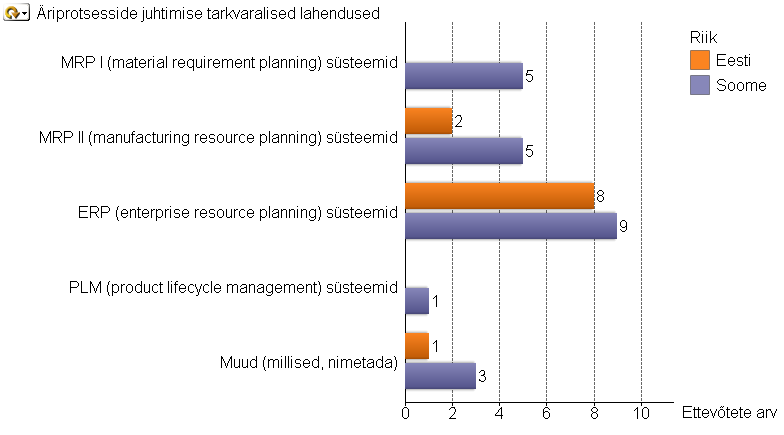 Äriprotsesside juhtimise tarkvaralised lahendused
Riik
Eesti
Soome
MRP I (material requirement planning) süsteemid
5
MRP II (manufacturing resource planning) süsteemid
2
5
ERP (enterprise resource planning) süsteemid
8
9
PLM (product lifecycle management) süsteemid
1
Muud (millised, nimetada)
1
3
0 2 4 6 8 10 Ettevõtete arv